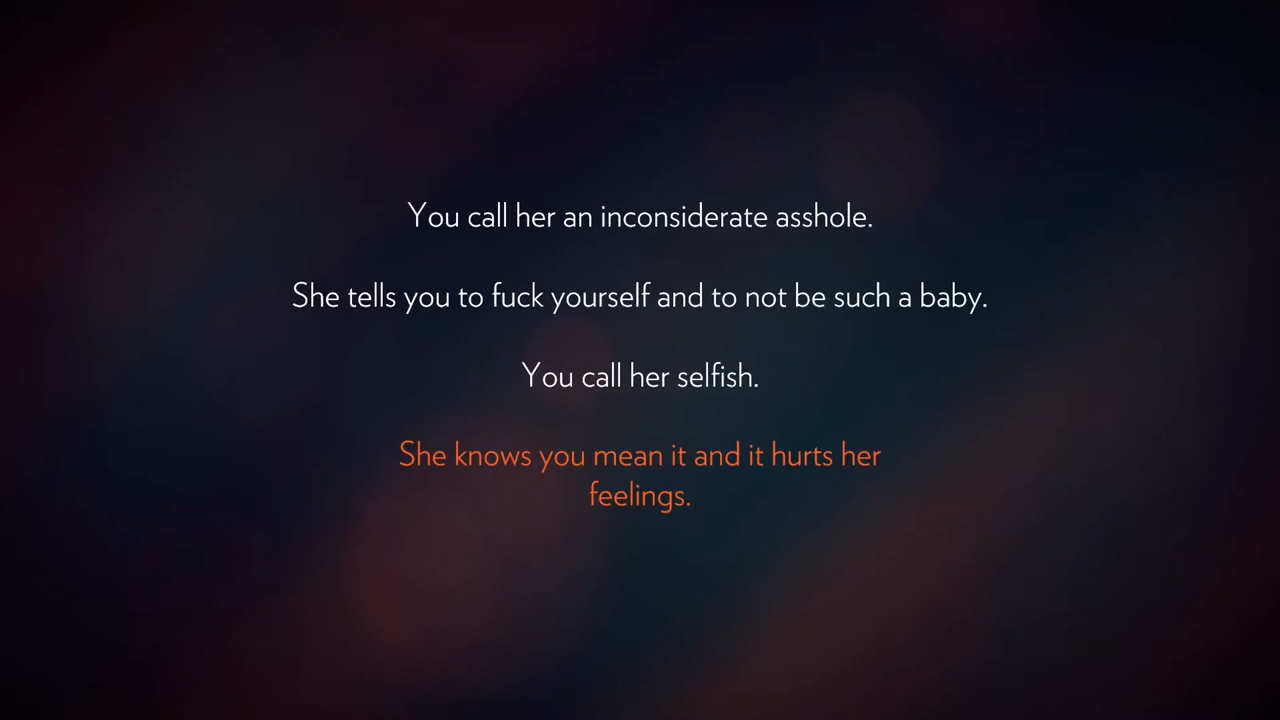 You call her an inconsiderate asshole.
She tells you to fuck yourself and to not be such a baby.
You call her selfish.
She knows you mean it and it hurts her
feelings.